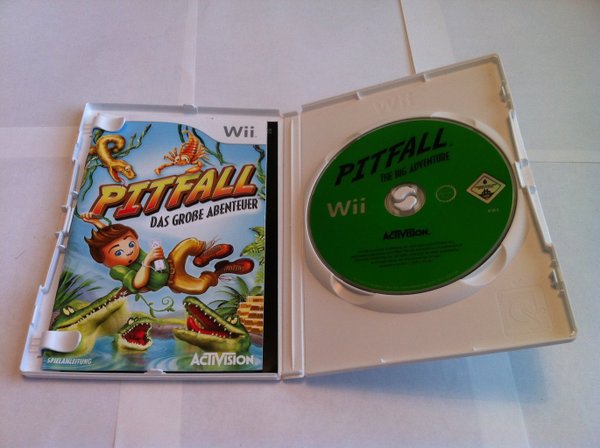 Wii
PITFALL
DAS GROßE ABENTEUER
SPIELANLEITUNG
ACTIVISION
Wii
PITFALL
THE BIG ADVENTURE
Wii
ACTIVISION